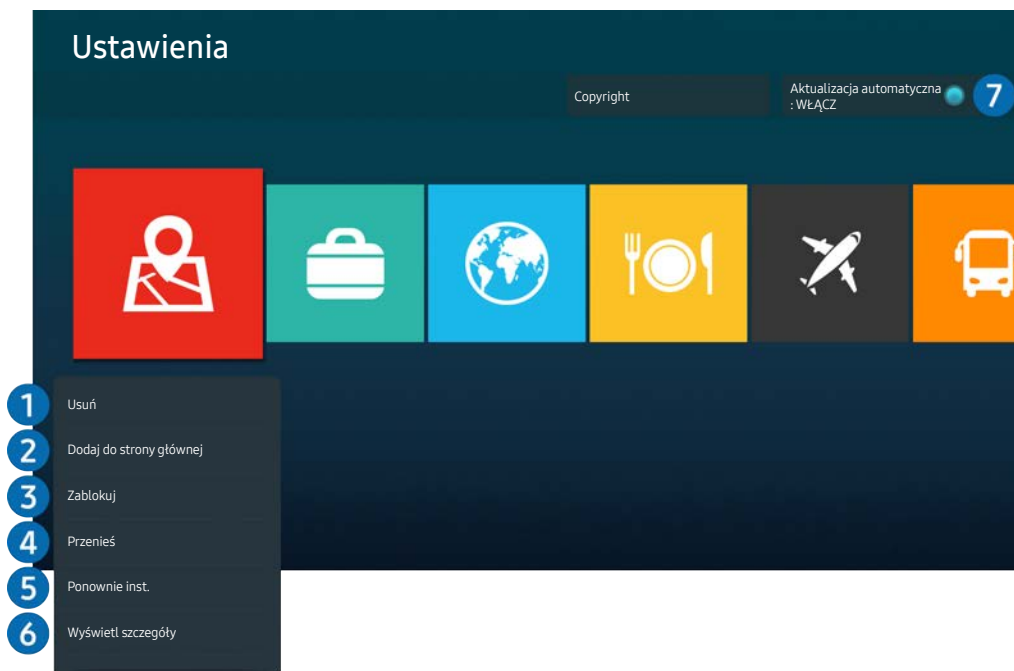 Ustawienia
Copyright
Aktualizacja automatyczna
: WŁĄCZ
7
1
Usuń
2
Dodaj do strony głównej
3
Zablokuj
4
Przenieś
5
Ponownie inst.
6
Wyświetl szczegóły